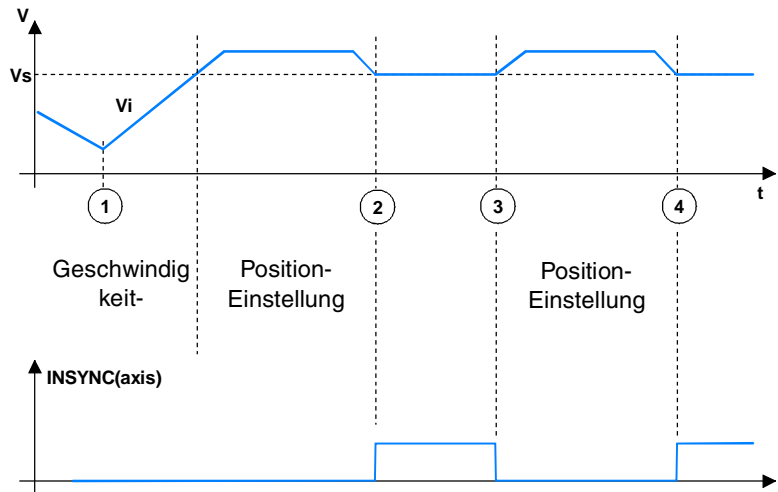 V
Vs
Vi
t
1
2
3
4
Geschwindig
keit-
Position-
Einstellung
Position-
Einstellung
INSYNC(axis)